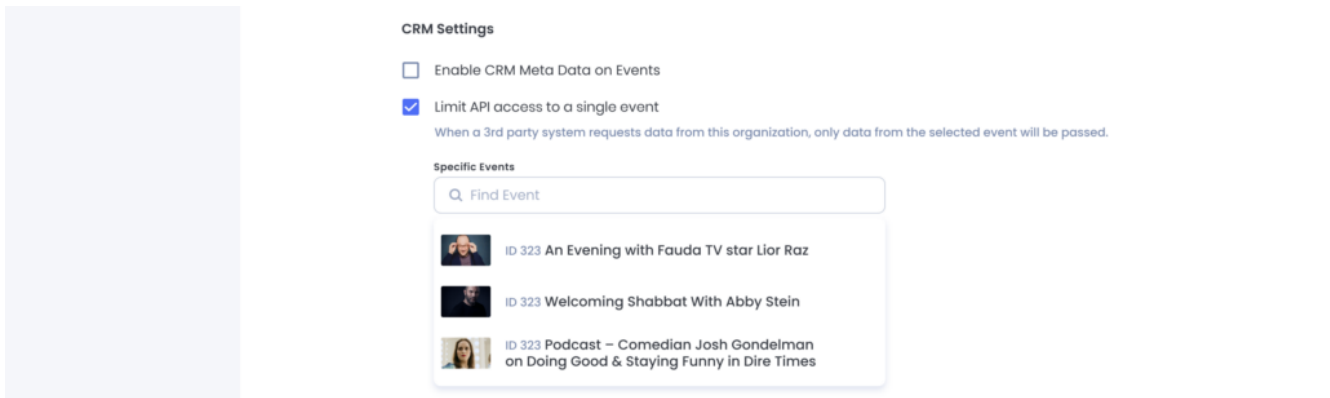 CRM Settings
Enable CRM Meta Data on Events
Limit API access to a single event
When a 3rd party system requests data from this organization, only data from the selected event will be passed.
Specific Events
Find Event
ID 323 An Evening with Fauda TV star Lior Raz
ID 323 Welcoming Shabbat With Abby Stein
ID 323 Podcast – Comedian Josh Gondelman
on Doing Good & Staying Funny in Dire Times